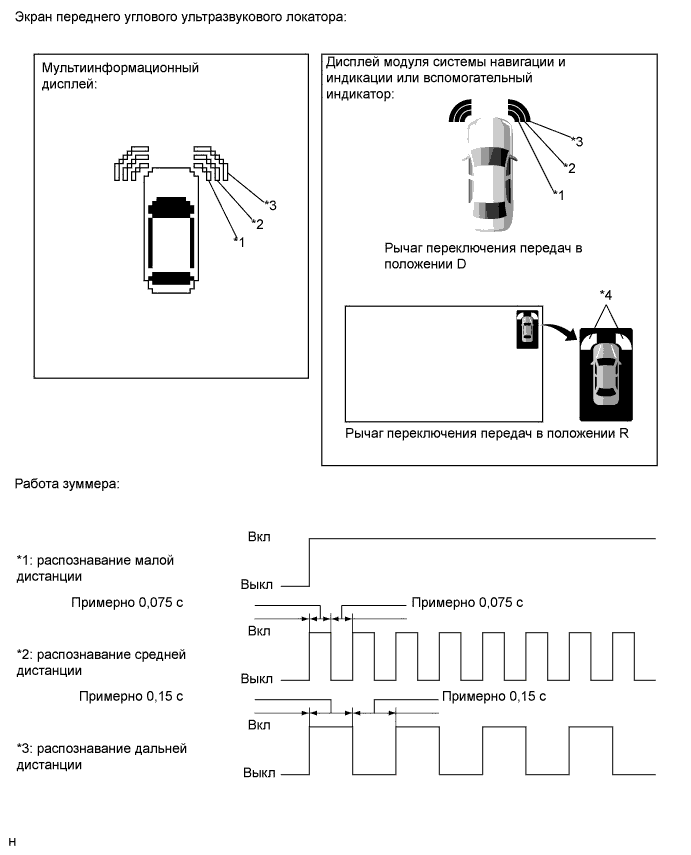 Экран переднего углового ультразвукового локатора:
Мультиинформационный
дисплей:
*3
*2
*1
Дисплей модуля системы навигации и
индикации или вспомогательный
индикатор:
*3
*2
*1
Рычаг переключения передач в
положении D
*4
Рычаг переключения передач в положении R
Работа зуммера:
*1: распознавание малой
дистанции
Вкл
Выкл
Примерно 0,075 с
Примерно 0,075 с
*2: распознавание средней
дистанции
Вкл
Выкл
Примерно 0,15 с
Примерно 0,15 с
*3: распознавание дальней
дистанции
Вкл
Выкл
н